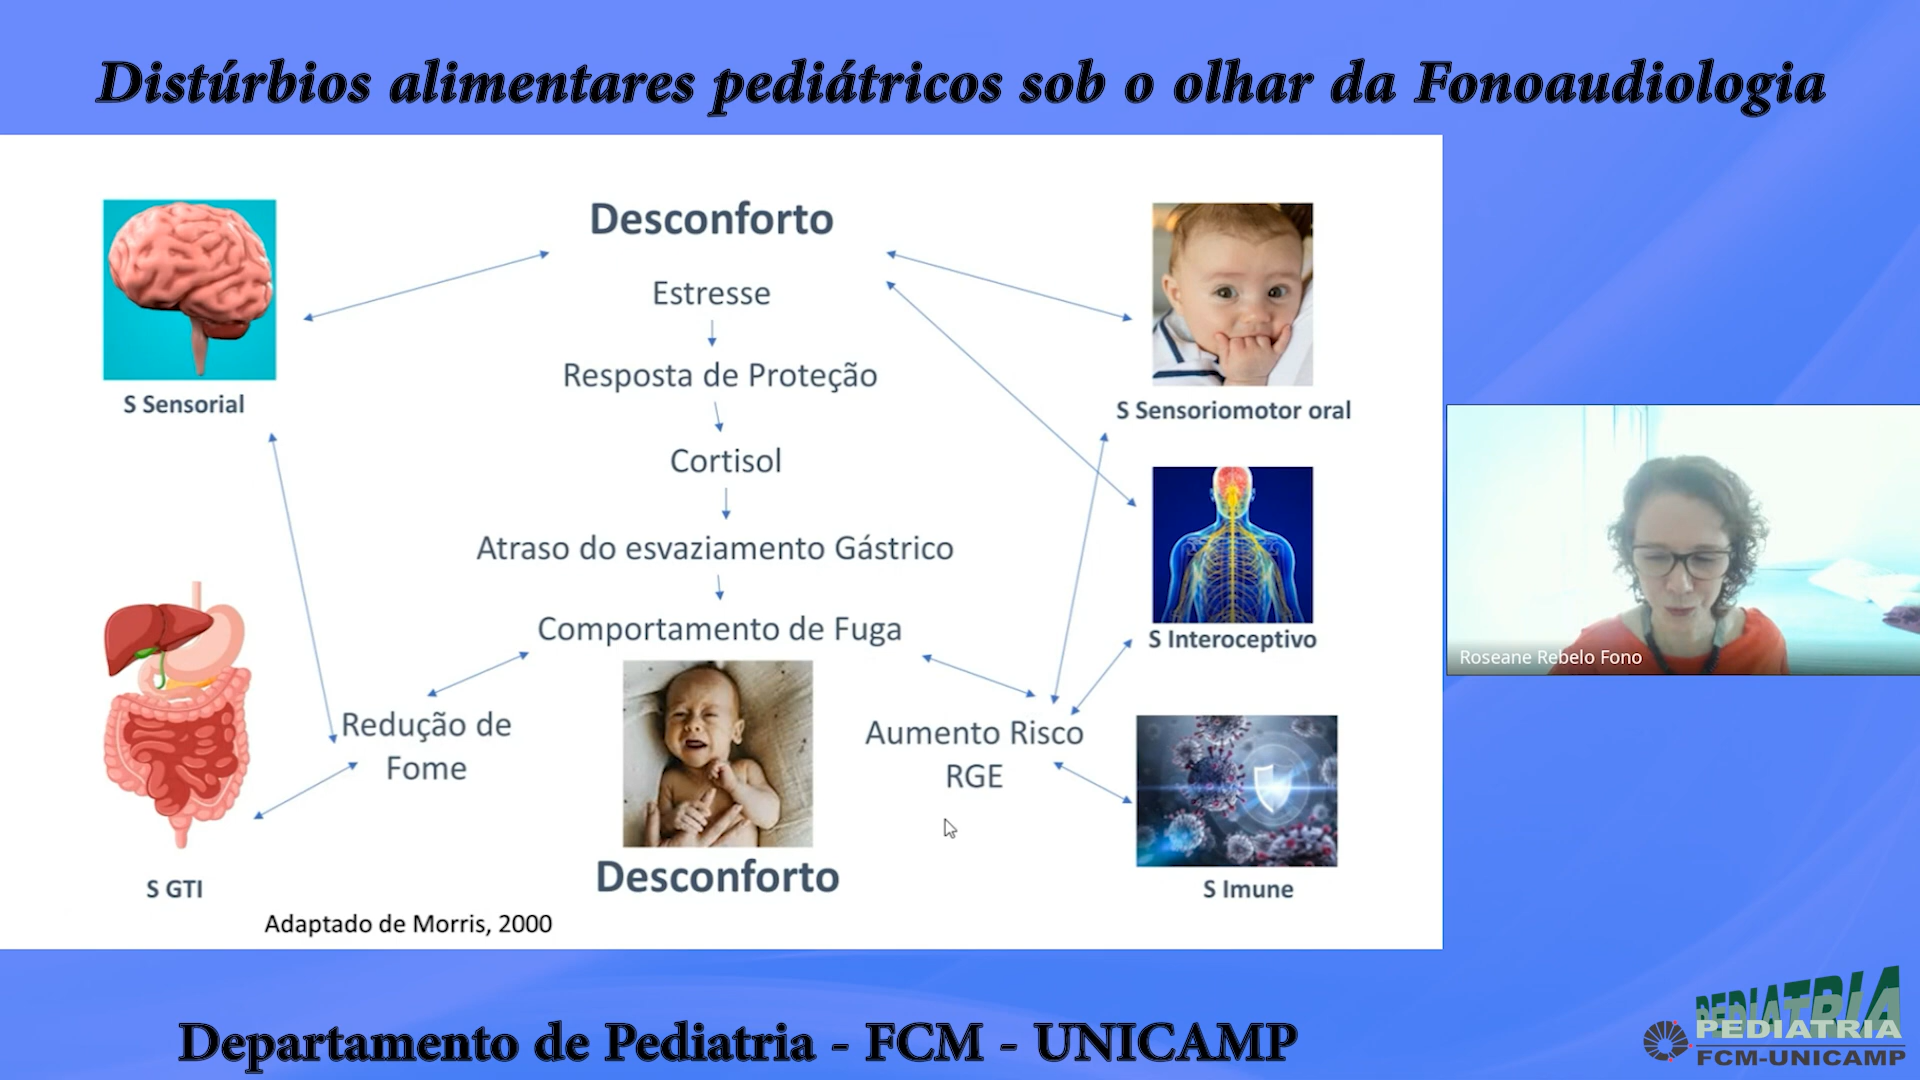 Distúrbios alimentares pediátricos sob o olhar da Fonoaudiologia
Desconforto
Estresse
Resposta de Proteção
Cortisol
Atraso do esvaziamento Gástrico
Comportamento de Fuga
S Sensorial
S Sensoriomotor oral
S Interoceptivo
Redução de
Fome
Aumento Risco
RGE
Desconforto
S GTI
S Imune
Adaptado de Morris, 2000
Roseane Rebelo Fono
Departamento de Pediatria - FCM - UNICAMP
PEDIATRIA
PEDIATRIA
FCM-UNICAMP